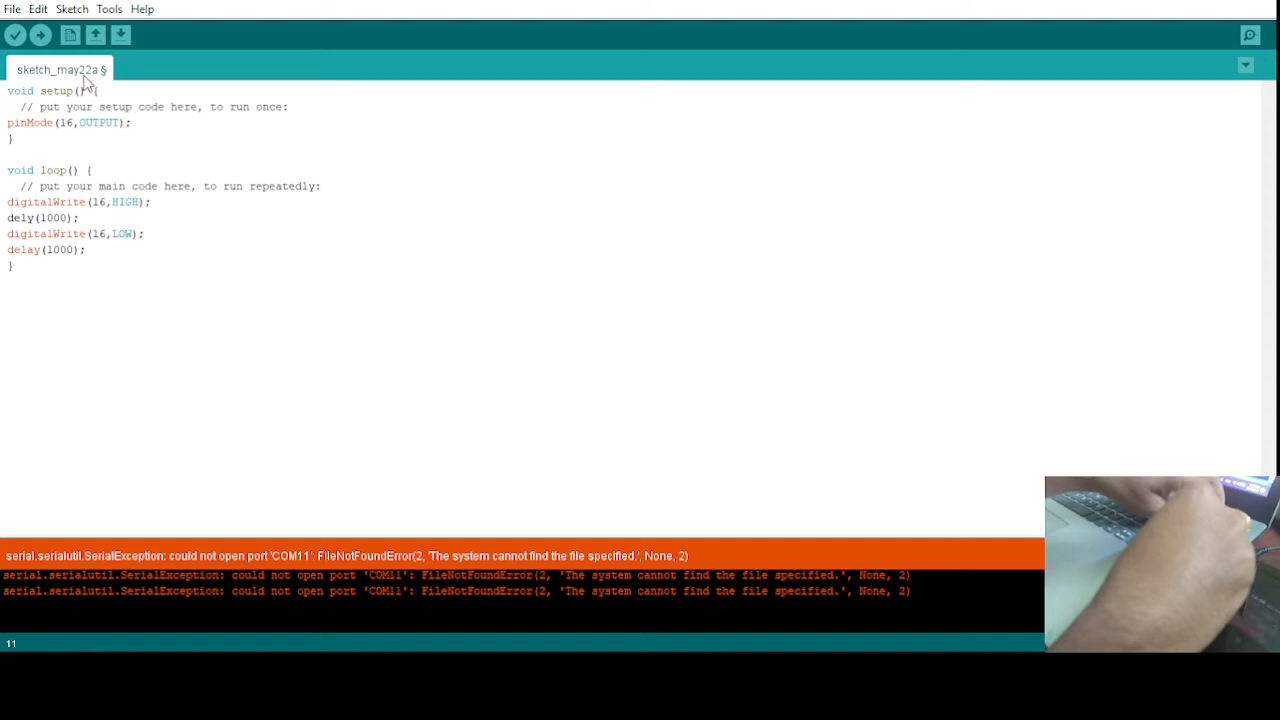 File Edit Sketch Tools Help
sketch_may22a §
void setup() {
// put your setup code here, to run once:
pinMode(16,OUTPUT);
}
void loop() {
// put your main code here, to run repeatedly:
digitalWrite(16,HIGH);
dely(1000);
digitalWrite(16,LOW);
delay(1000);
}
serial.serialutil.SerialException: could not open port 'COM11': FileNotFoundError(2, 'The system cannot find the file specified.', None, 2)
serial.serialutil.SerialException: could not open port 'COM11': FileNotFoundError(2, 'The system cannot find the file specified.', None, 2)
serial.serialutil.SerialException: could not open port 'COM11': FileNotFoundError(2, 'The system cannot find the file specified.', None, 2)
11